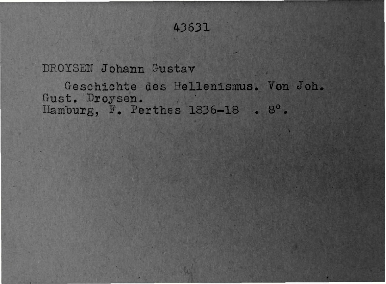 43631
DROYSEN Johann Gustav
Geschichte des Hellenismus. Von Joh.
Gust. Droysen.
Hamburg, F. Perthes 1836-18 . 8°.